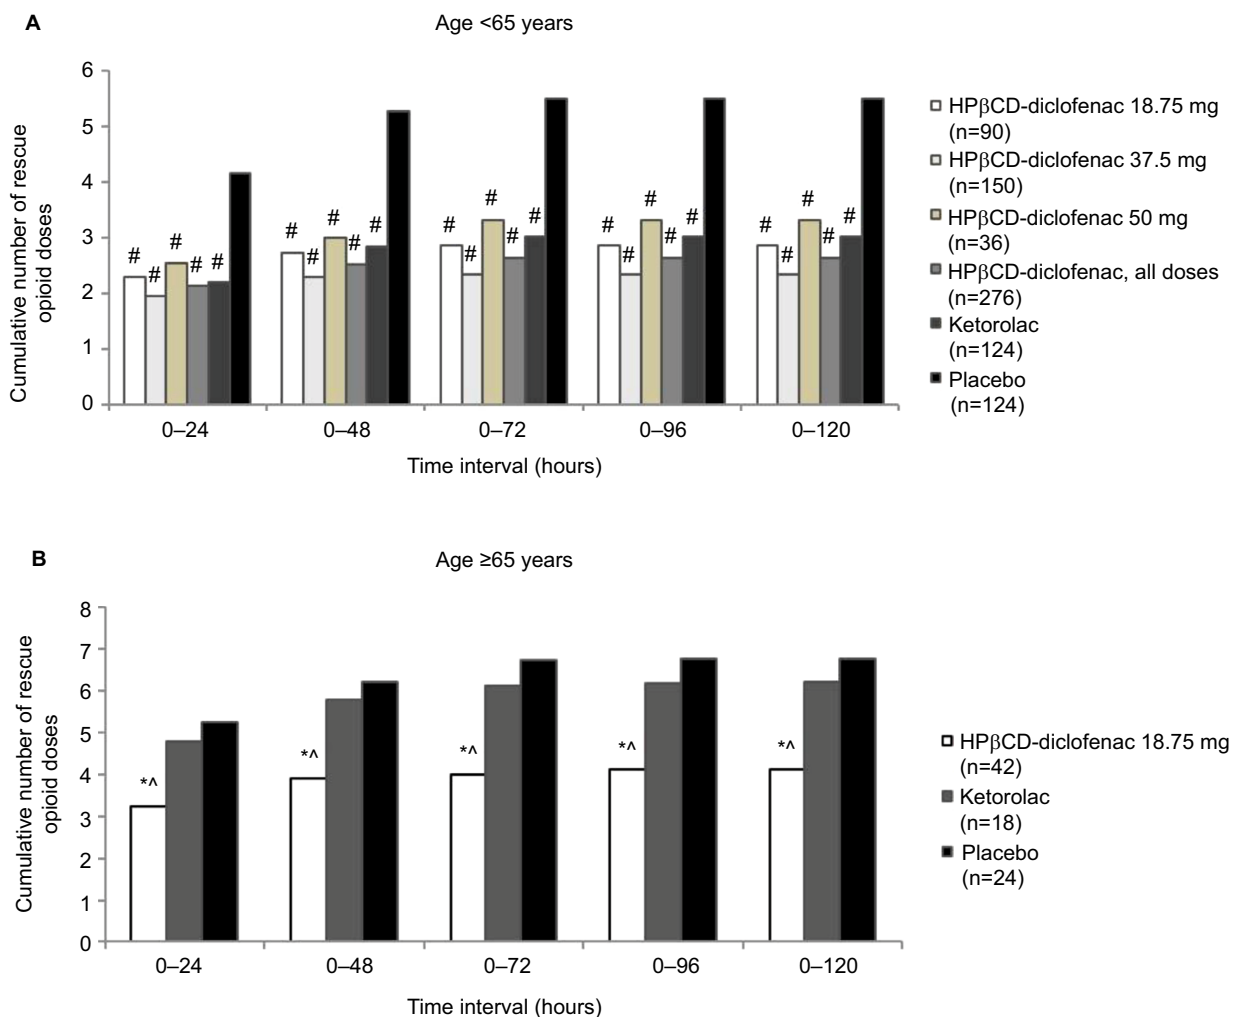 A
Age <65 years
Cumulative number of rescue
opioid doses
6
5
4
3
2
1
0
# # # # #
# # # # #
# # # # #
# # # # #
# # # # #
0–24 0–48 0–72 0–96 0–120
Time interval (hours)
HPβCD-diclofenac 18.75 mg
(n=90)
HPβCD-diclofenac 37.5 mg
(n=150)
HPβCD-diclofenac 50 mg
(n=36)
HPβCD-diclofenac, all doses
(n=276)
Ketorolac
(n=124)
Placebo
(n=124)
B
Age ≥65 years
Cumulative number of rescue
opioid doses
8
7
6
5
4
3
2
1
0
*^ *^ *^ *^ *^
0–24 0–48 0–72 0–96 0–120
Time interval (hours)
HPβCD-diclofenac 18.75 mg
(n=42)
Ketorolac
(n=18)
Placebo
(n=24)